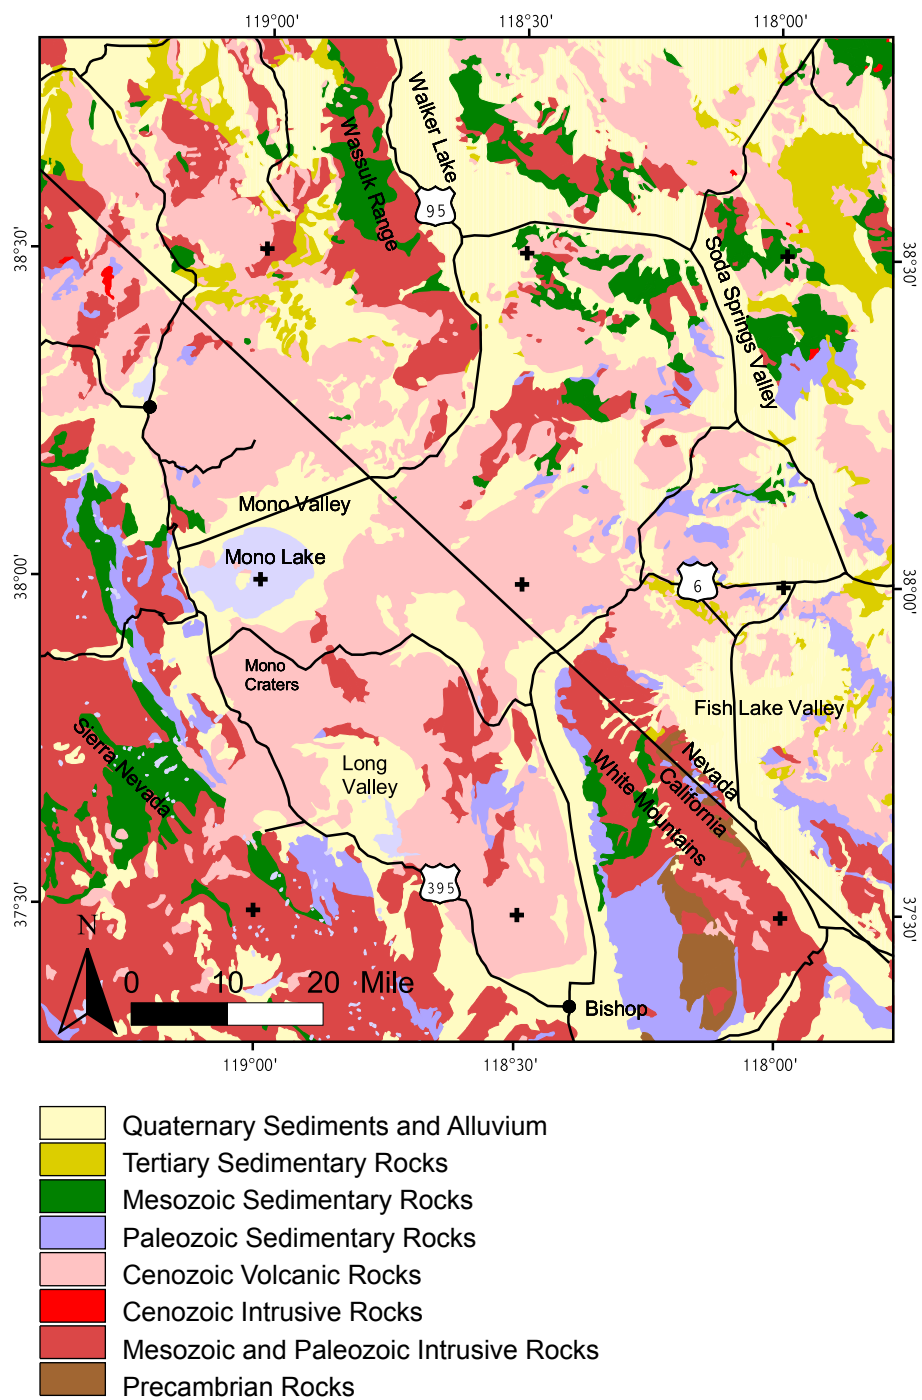 119°00'
118°30'
118°00'
Walker Lake
Wassuk Range
95
38°30'
38°30'
Soda Springs Valley
Mono Valley
Mono Lake
38°00'
38°00'
6
Mono
Craters
Fish Lake Valley
Sierra Nevada
Long
Valley
Nevada
California
White Mountains
395
37°30'
37°30'
N
0 10 20 Mile
Bishop
119°00'
118°30'
118°00'
Quaternary Sediments and Alluvium
Tertiary Sedimentary Rocks
Mesozoic Sedimentary Rocks
Paleozoic Sedimentary Rocks
Cenozoic Volcanic Rocks
Cenozoic Intrusive Rocks
Mesozoic and Paleozoic Intrusive Rocks
Precambrian Rocks